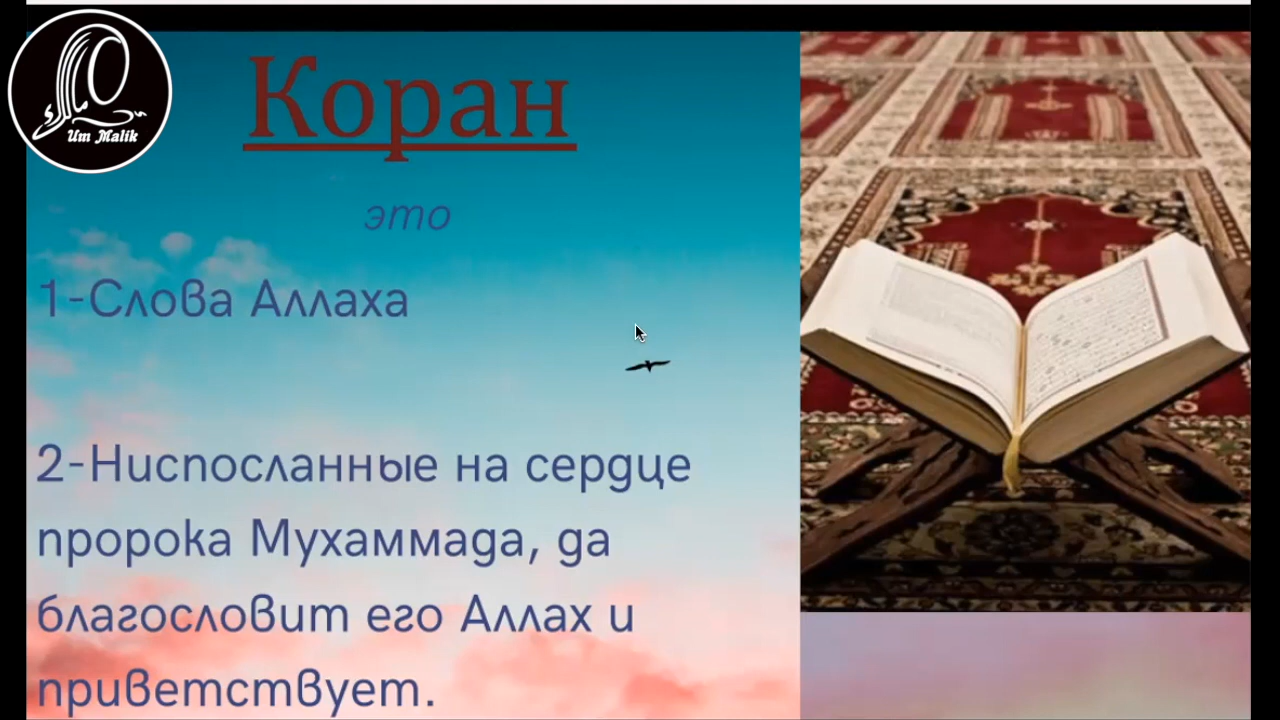 Коран
это
1-Слова Аллаха
2-Ниспосланные на сердце
пророка Мухаммада, да
благословит его Аллах и
приветствует.
Um Malik